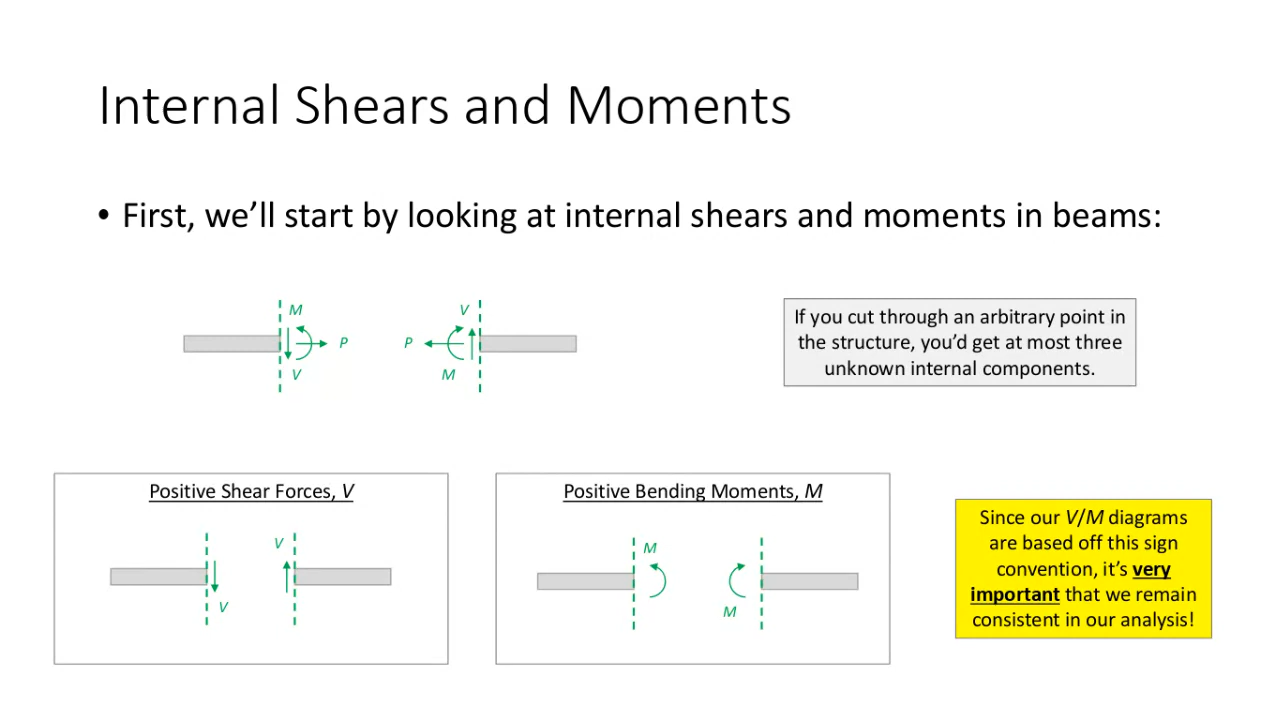 Internal Shears and Moments
• First, we’ll start by looking at internal shears and moments in beams:
M
P
V
V
P
M
If you cut through an arbitrary point in
the structure, you’d get at most three
unknown internal components.
Positive Shear Forces, V
V
V
Positive Bending Moments, M
M
M
Since our V/M diagrams
are based off this sign
convention, it’s very
important that we remain
consistent in our analysis!